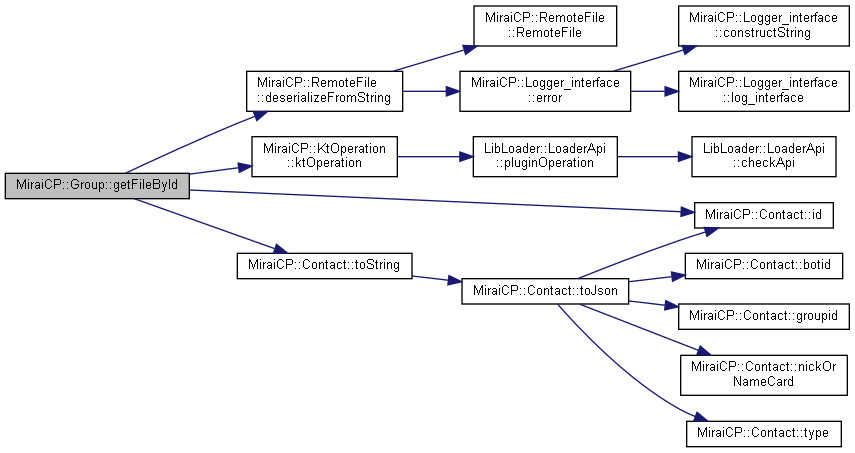 MiraiCP::Group::getFileById
MiraiCP::RemoteFile
::deserializeFromString
MiraiCP::RemoteFile
::RemoteFile
MiraiCP::Logger_interface
::error
MiraiCP::Logger_interface
::constructString
MiraiCP::Logger_interface
::log_interface
MiraiCP::KtOperation
::ktOperation
LibLoader::LoaderApi
::pluginOperation
LibLoader::LoaderApi
::checkApi
MiraiCP::Contact::id
MiraiCP::Contact::toString
MiraiCP::Contact::toJson
MiraiCP::Contact::botid
MiraiCP::Contact::groupid
MiraiCP::Contact::nickOr
NameCard
MiraiCP::Contact::type